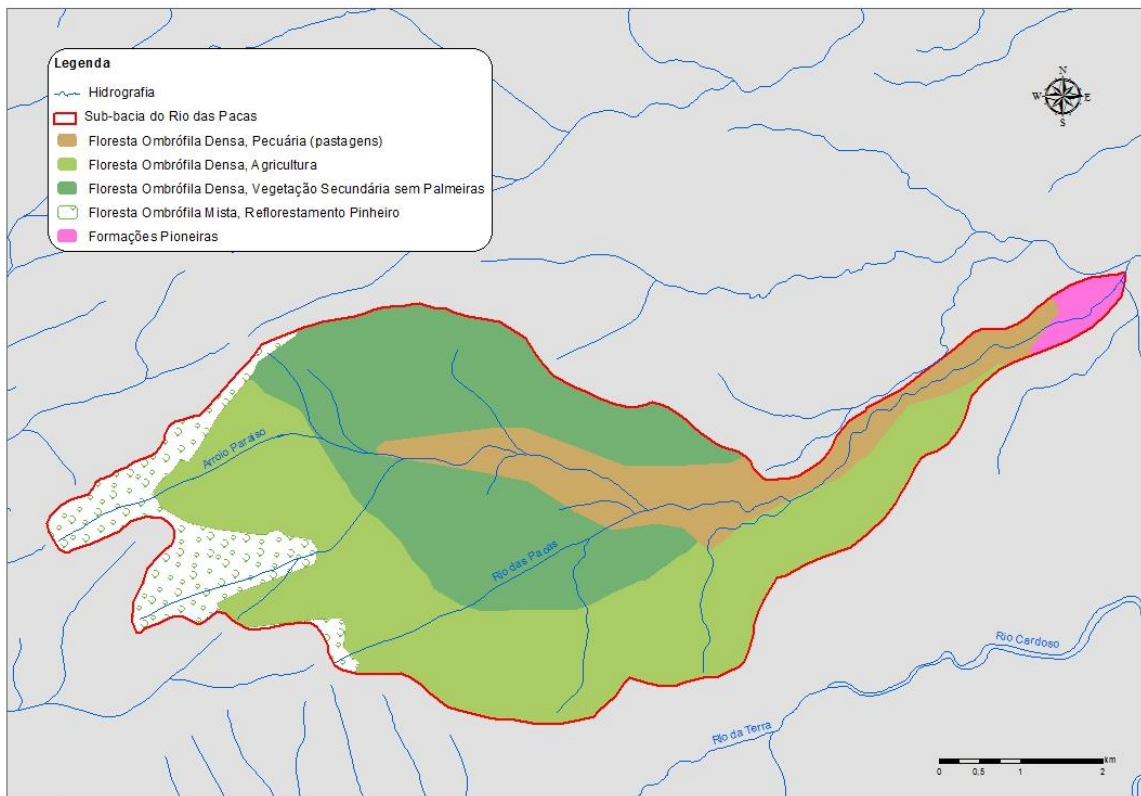 Legenda
Hidrografia
Sub-bacia do Rio das Pacas
Floresta Ombrófila Densa, Pecuária (pastagens)
Floresta Ombrófila Densa, Agricultura
Floresta Ombrófila Densa, Vegetação Secundária sem Palmeiras
Floresta Ombrófila Mista, Reflorestamento Pinheiro
Formações Pioneiras
N
W E
S
Arroio Paraíso
Rio das Pacas
Rio Cardoso
Rio da Terra
km
0 0,5 1 2